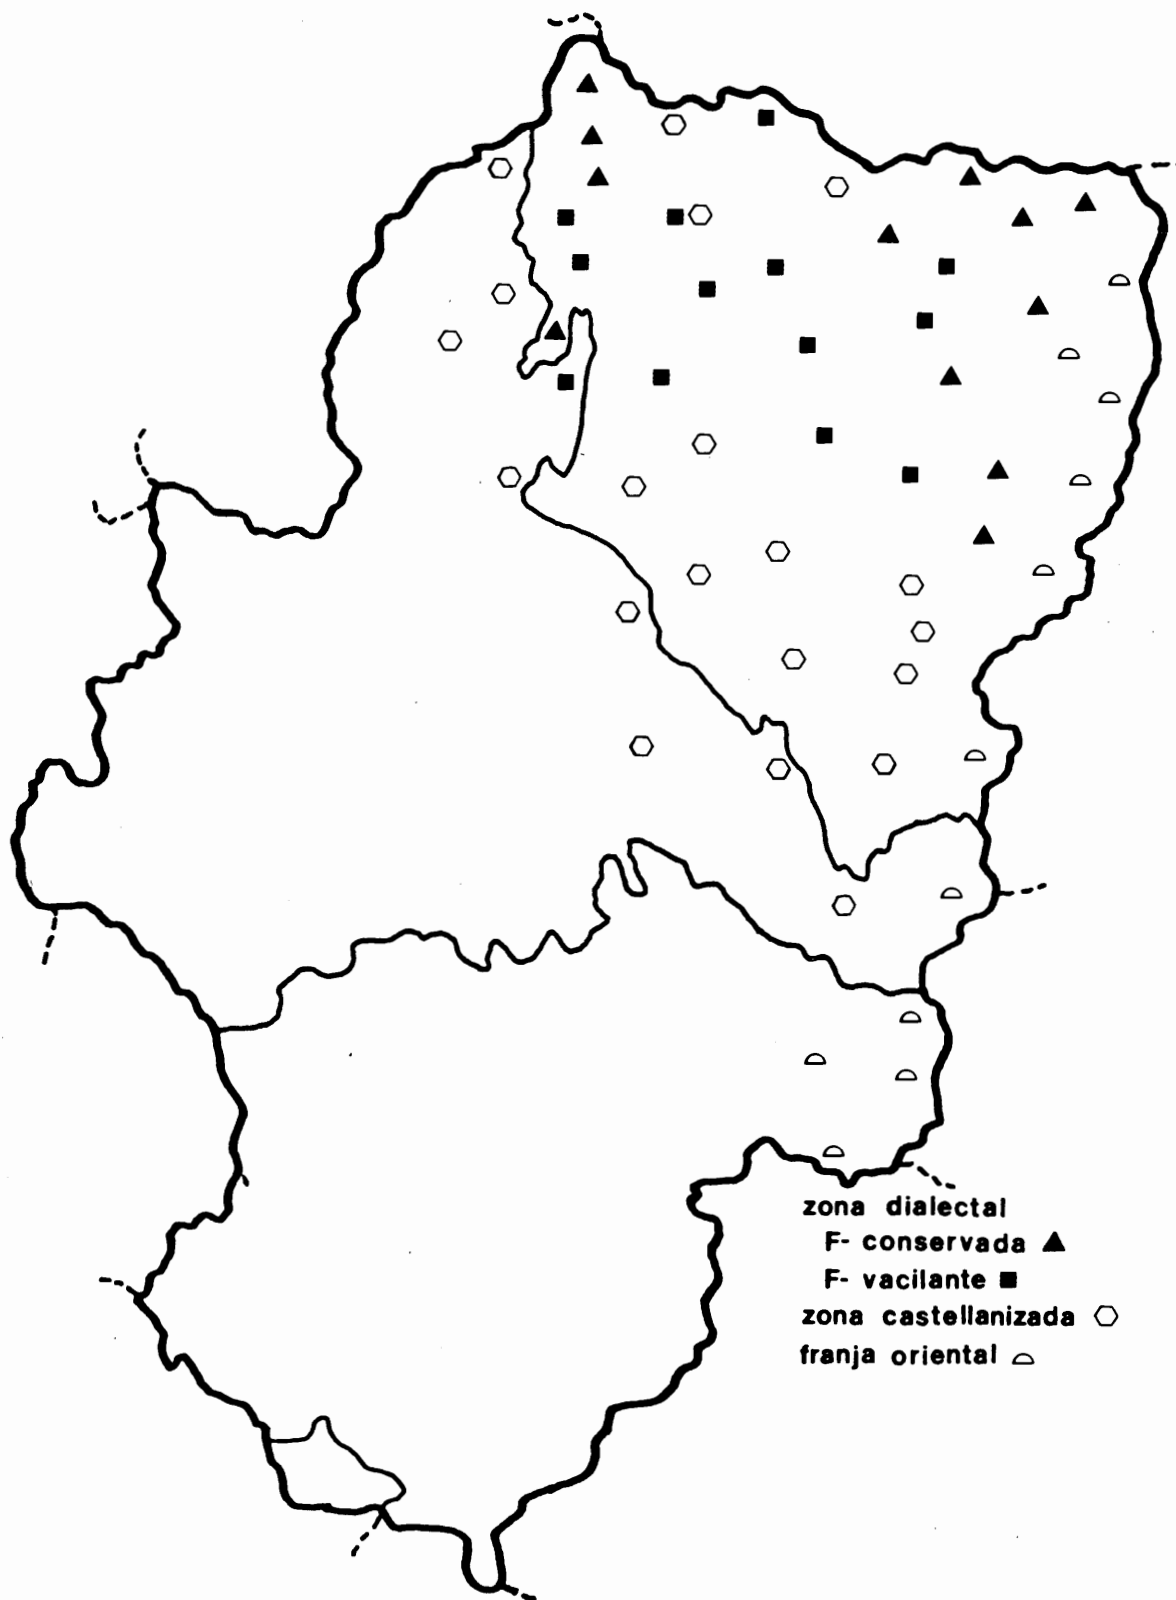 zona dialectal
F- conservada ▲
F- vacilante ■
zona castellanizada ⬡
franja oriental ⌓